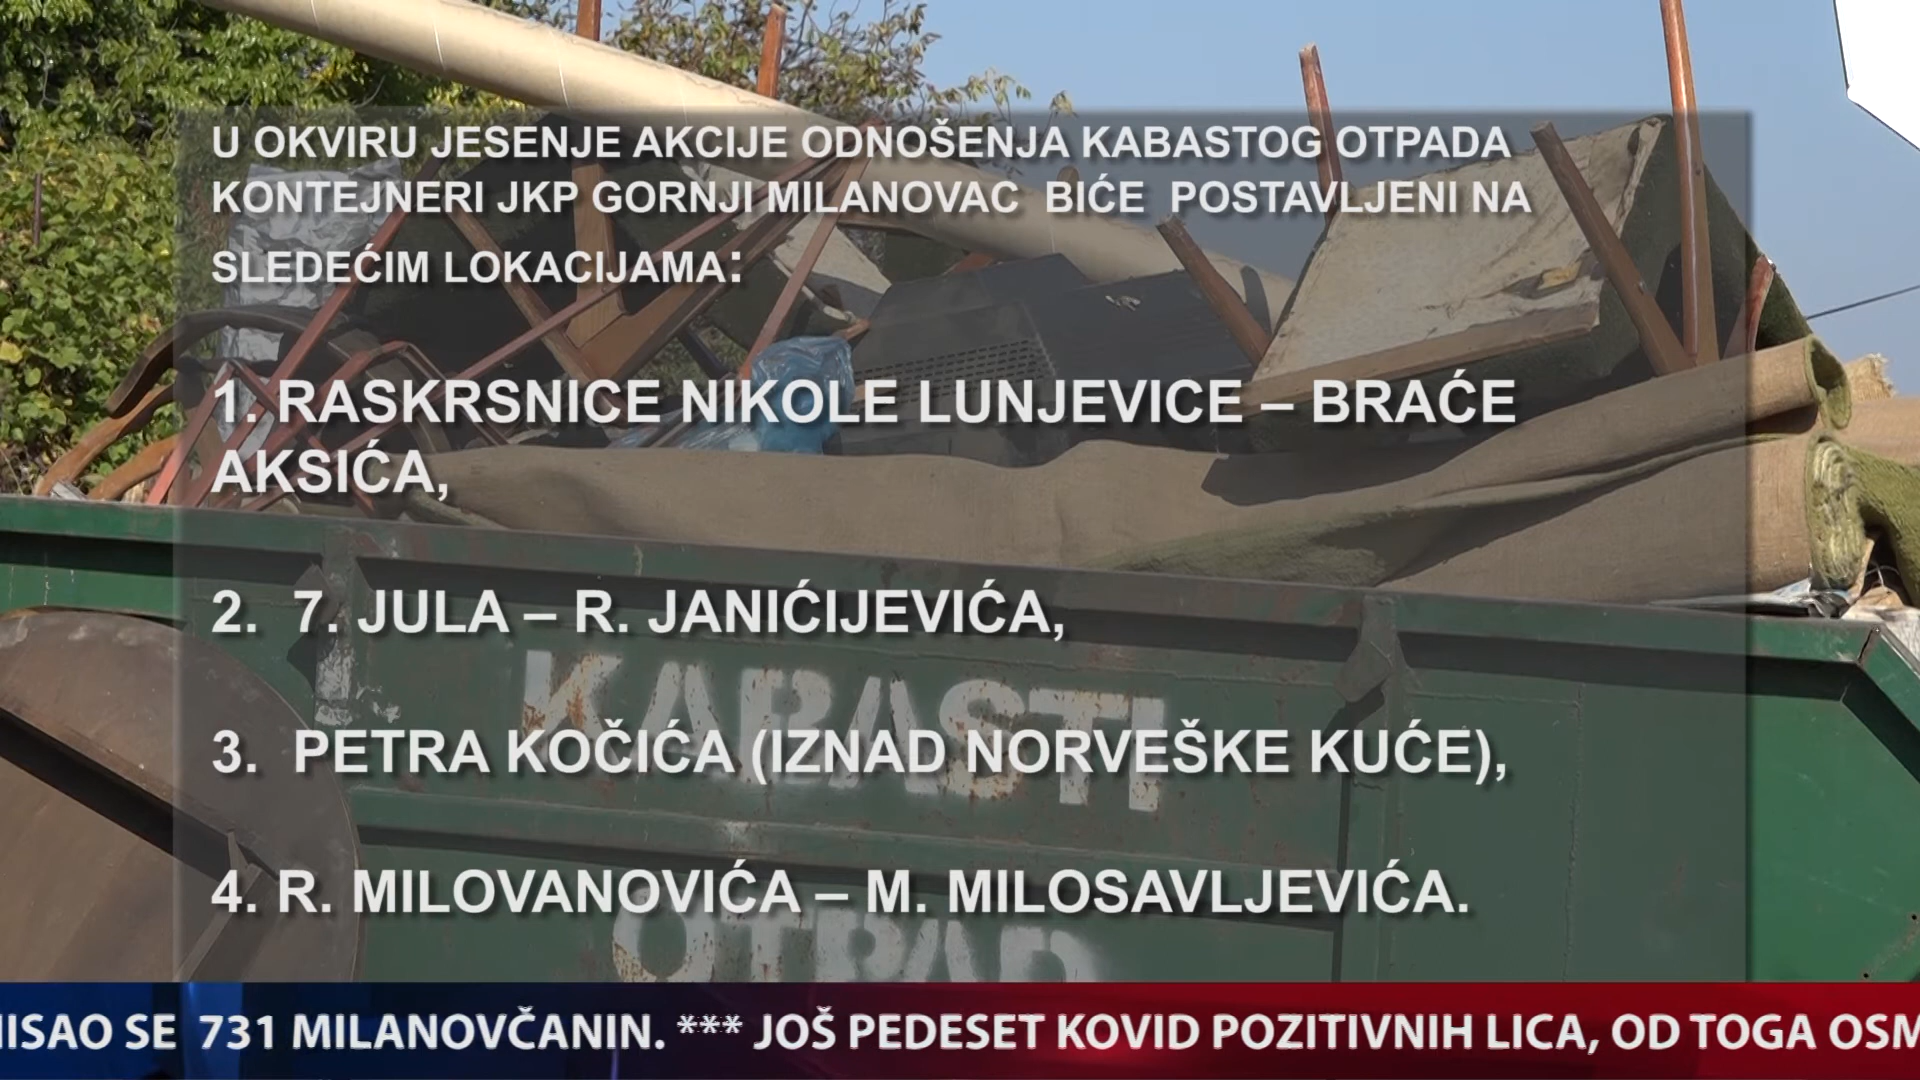 U OKVIRU JESENJE AKCIJE ODNOŠENJA KABASTOG OTPADA
KONTEJNERI JKP GORNJI MILANOVAC BIĆE POSTAVLJENI NA
SLEDEĆIM LOKACIJAMA:
1. RASKRSNICE NIKOLE LUNJEVICE – BRAĆE
AKSIĆA,
2. 7. JULA – R. JANIĆIJEVIĆA,
3. PETRA KOČIĆA (IZNAD NORVEŠKE KUĆE),
4. R. MILOVANOVIĆA – M. MILOSAVLJEVIĆA.
KABASTI
OTPAD
SE 731 MILANOVČANIN. *** JOŠ PEDESET KOVID POZITIVNIH LICA, OD TOGA